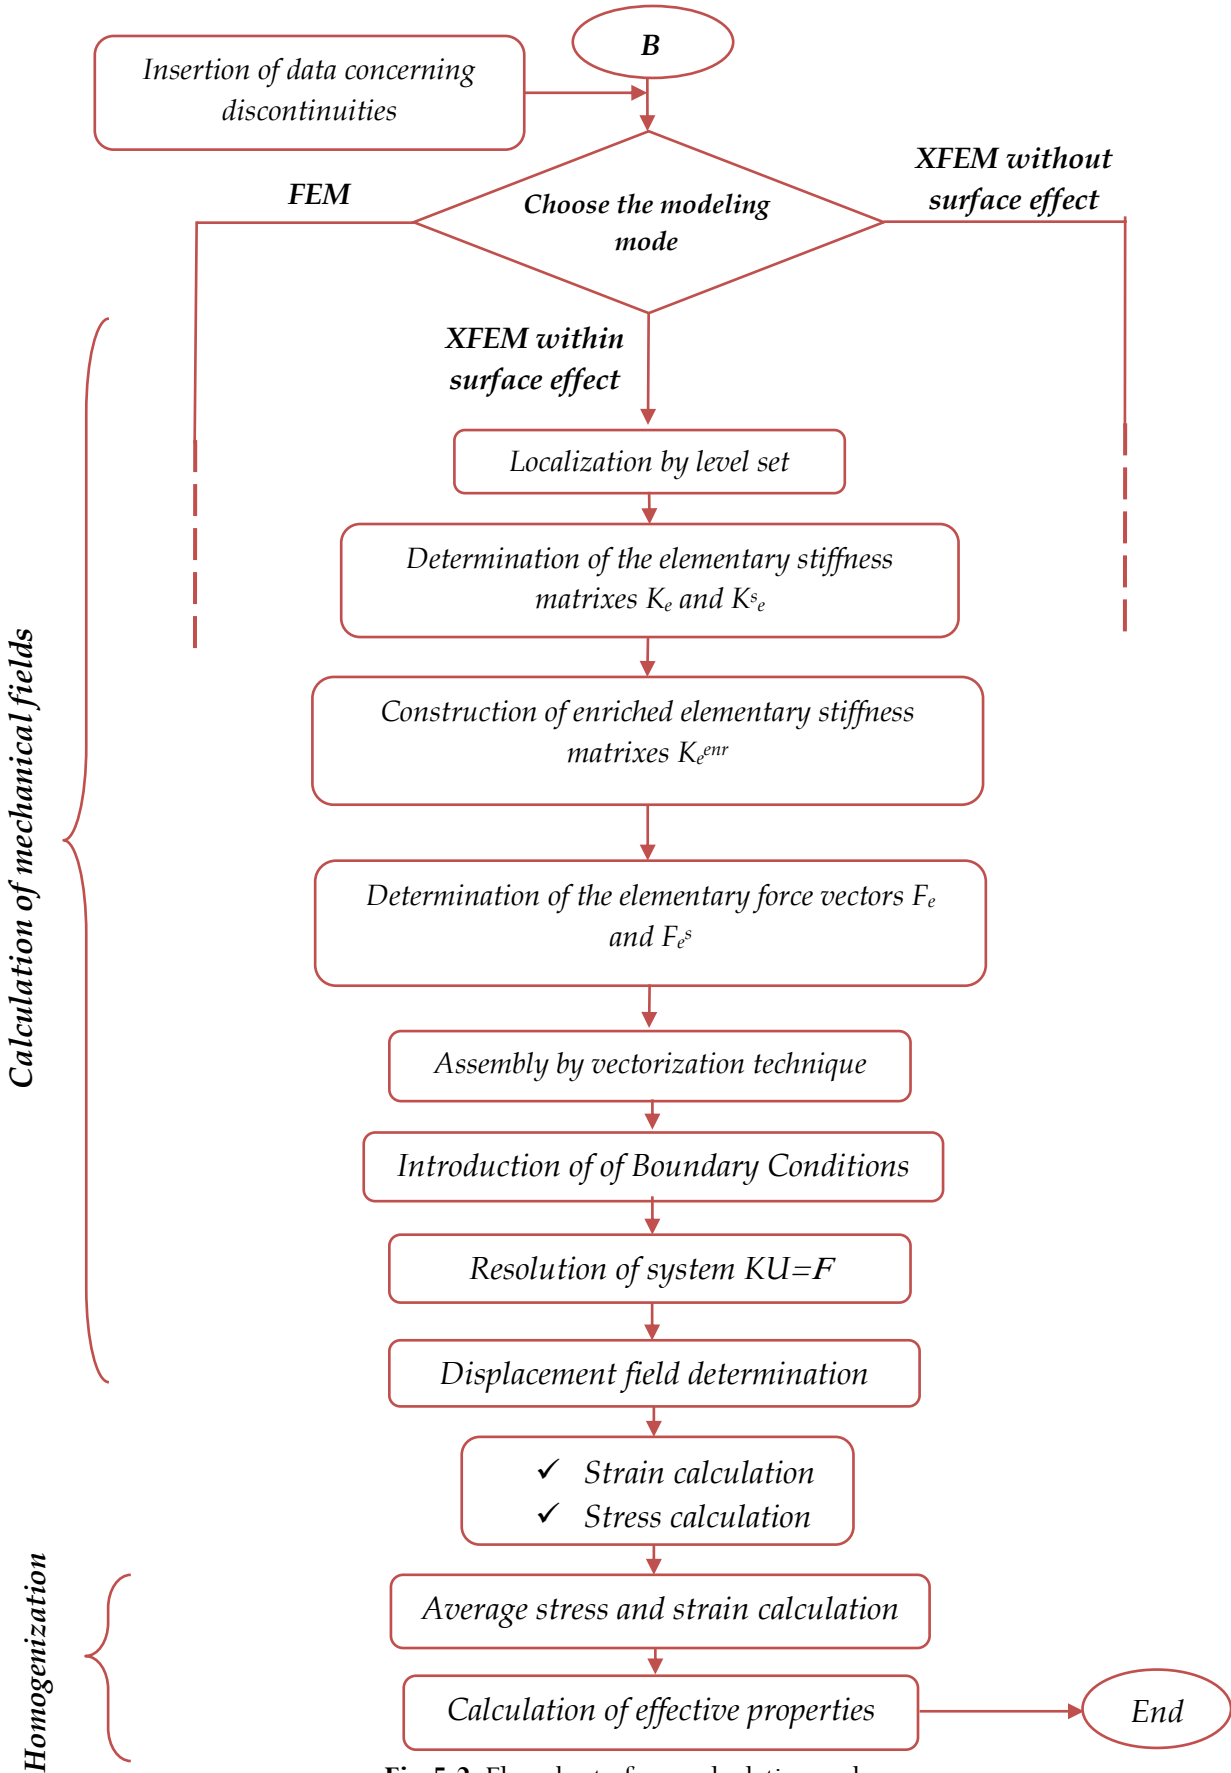 B
Insertion of data concerning
discontinuities
XFEM without
surface effect
FEM
Choose the modeling
mode
XFEM within
surface effect
Localization by level set
Determination of the elementary stiffness
matrixes Ke and Kse
Construction of enriched elementary stiffness
matrixes Keenr
Determination of the elementary force vectors Fe
and Fes
Assembly by vectorization technique
Introduction of of Boundary Conditions
Resolution of system KU=F
Displacement field determination
✓ Strain calculation
✓ Stress calculation
Average stress and strain calculation
Calculation of effective properties
End
Calculation of mechanical fields
Homogenization